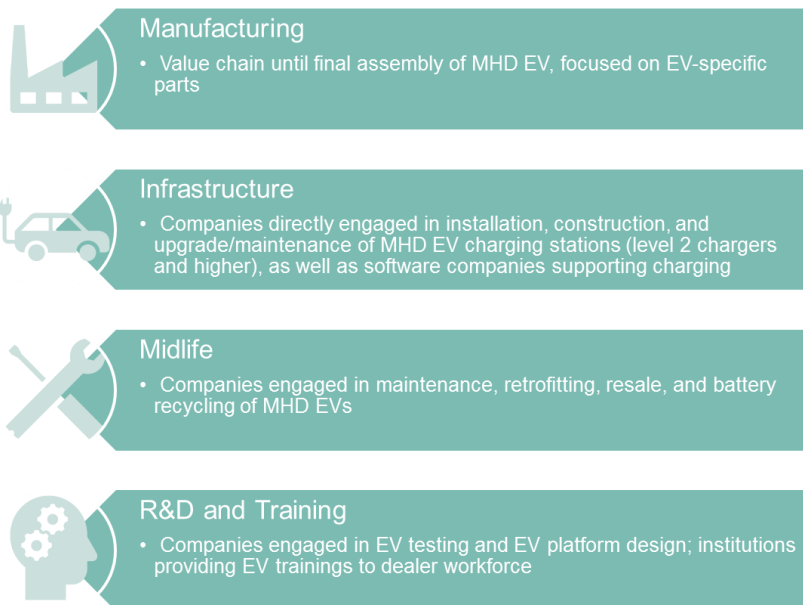 Manufacturing
• Value chain until final assembly of MHD EV, focused on EV-specific
parts
Infrastructure
• Companies directly engaged in installation, construction, and
upgrade/maintenance of MHD EV charging stations (level 2 chargers
and higher), as well as software companies supporting charging
Midlife
• Companies engaged in maintenance, retrofitting, resale, and battery
recycling of MHD EVs
R&D and Training
• Companies engaged in EV testing and EV platform design; institutions
providing EV trainings to dealer workforce